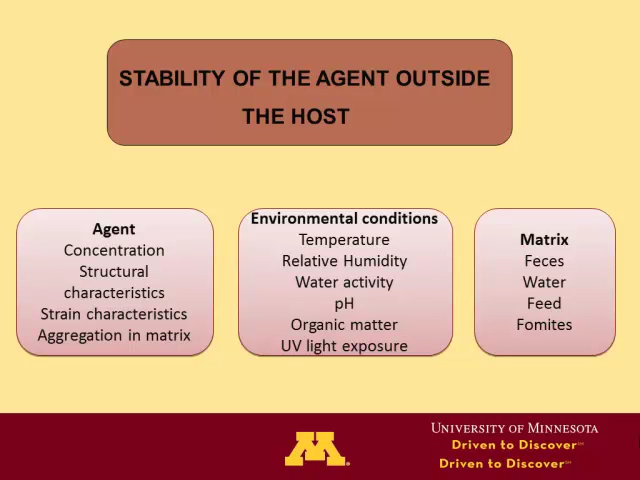 STABILITY OF THE AGENT OUTSIDE
THE HOST
Agent
Concentration
Structural
characteristics
Strain characteristics
Aggregation in matrix
Environmental conditions
Temperature
Relative Humidity
Water activity
pH
Organic matter
UV light exposure
Matrix
Feces
Water
Feed
Fomites
M
UNIVERSITY OF MINNESOTA
Driven to Discover℠
Driven to Discover℠